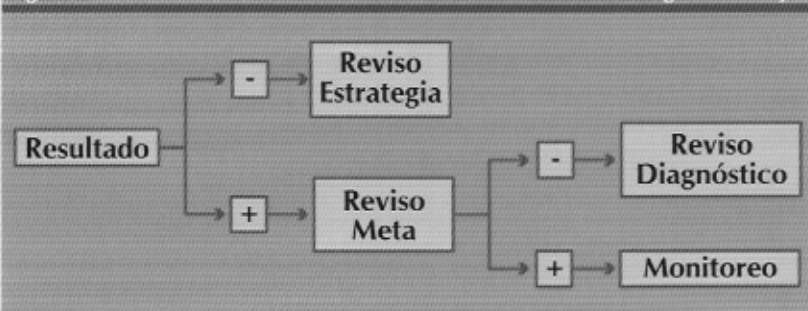 -
Reviso
Estrategia
Resultado
-
Reviso
Diagnóstico
+
Reviso
Meta
+
Monitoreo